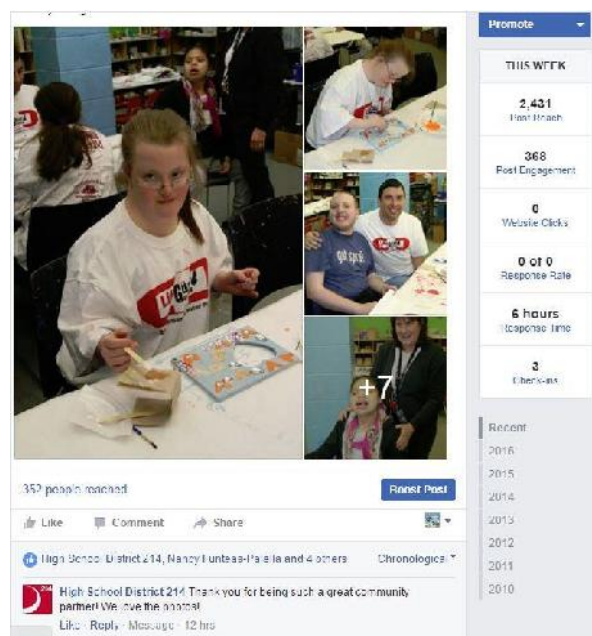 Promote
THIS WEEK
2,431
Post Reach
368
Post Engagement
0
Website Clicks
0 of 0
Response Rate
6 hours
Response Time
3
Check-ins
Recent
2016
2015
2014
2013
2012
2011
2010
got
+7
352 people reached
Boost Post
Like Comment Share
High School District 214, Nancy and 4 others Chronological
High School District 214 Thank you for being such a great community
partner! We love the photos!
Like · Reply · Message · 12 hrs